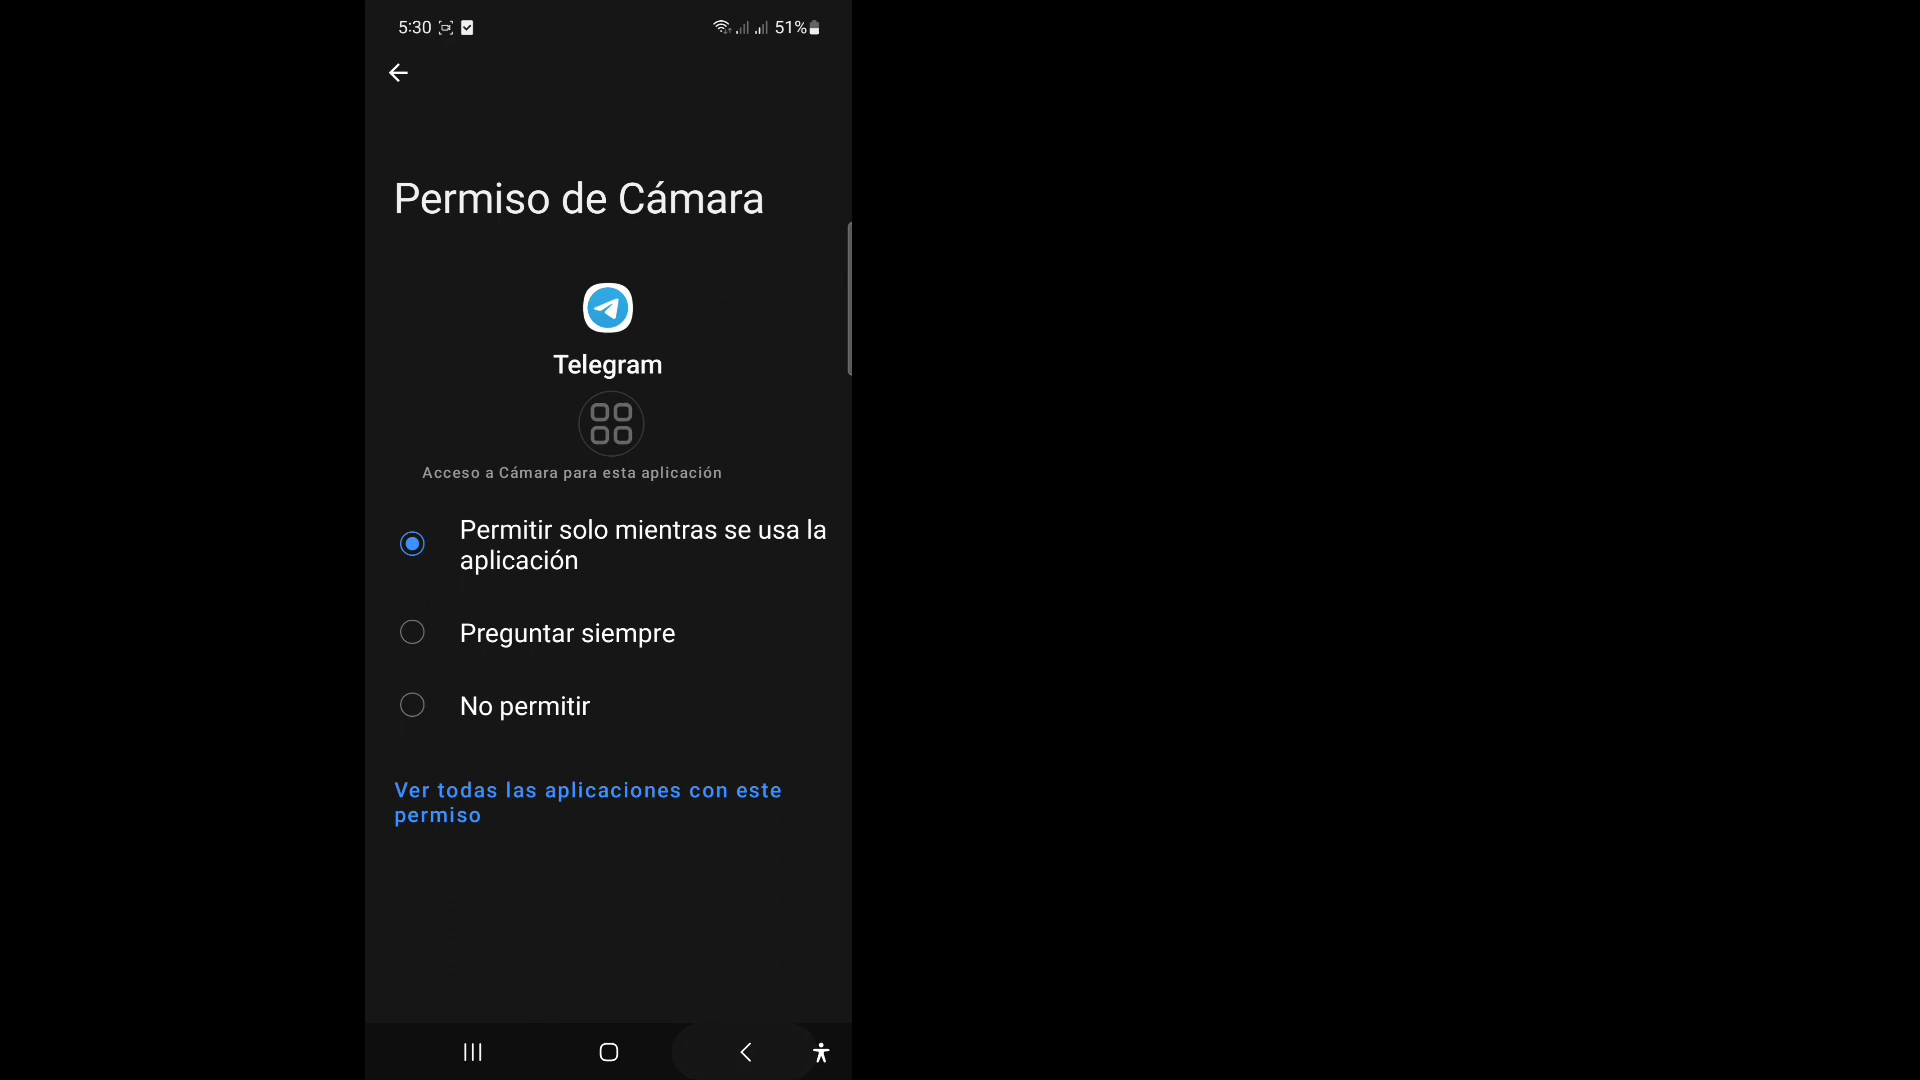 5:30
51%
Permiso de Cámara
Telegram
Acceso a Cámara para esta aplicación
Permitir solo mientras se usa la
aplicación
Preguntar siempre
No permitir
Ver todas las aplicaciones con este
permiso